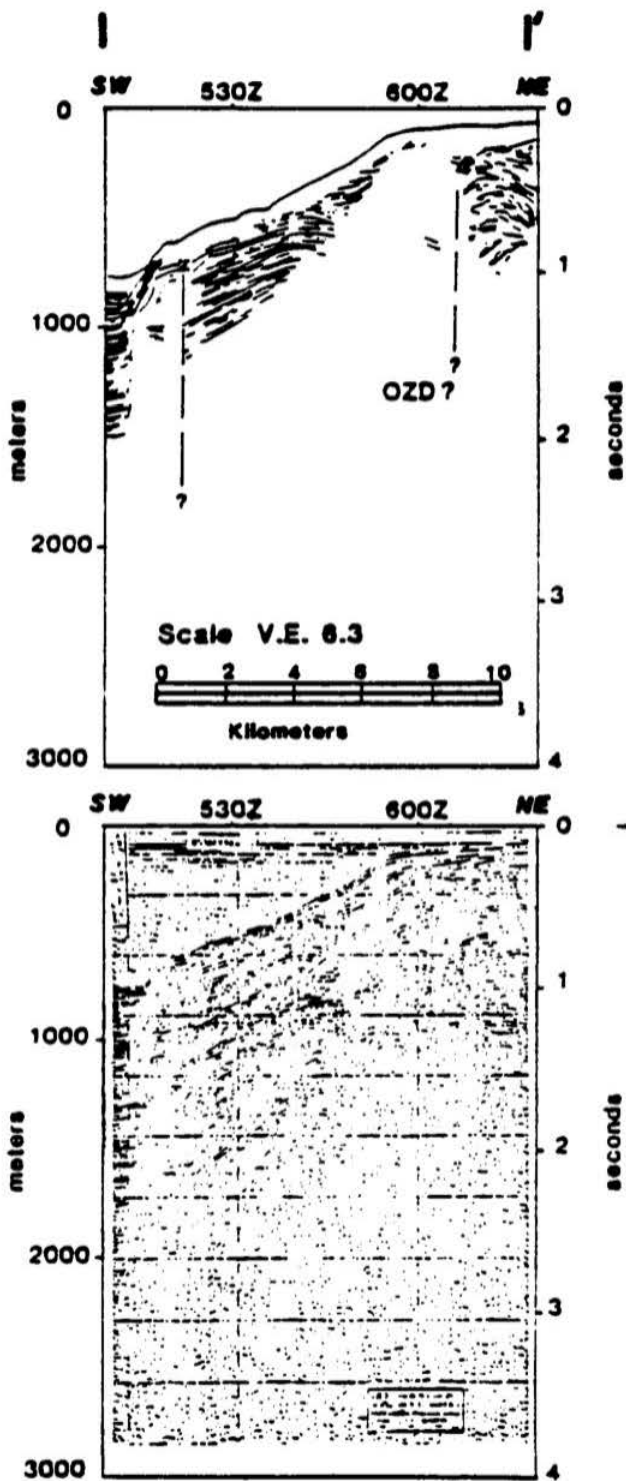 I I'
SW 530Z 600Z NE
0 0
1
1000
? 
OZD ?
2
?
meters seconds
2000
3
Scale V.E. 6.3
0 2 4 6 8 10
Kilometers
3000 4
SW 530Z 600Z NE
0 0
1
1000
meters seconds
2
2000
3
3000 4